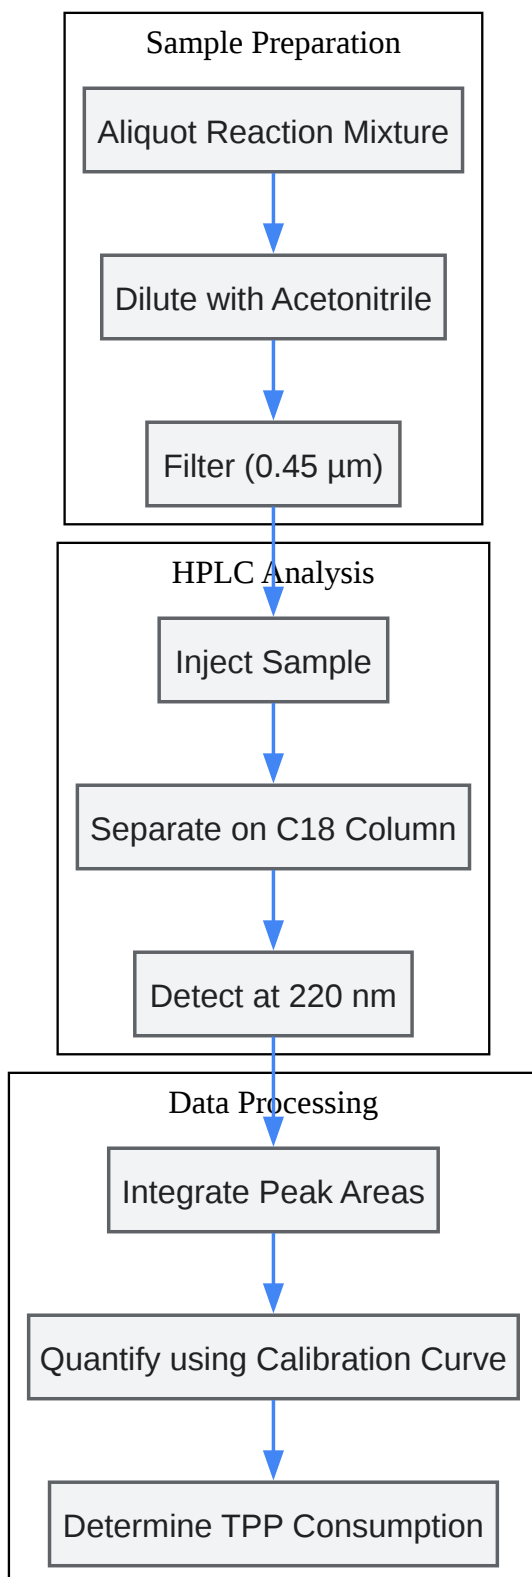 Sample Preparation
Aliquot Reaction Mixture
Dilute with Acetonitrile
Filter (0.45 µm)
HPLC Analysis
Inject Sample
Separate on C18 Column
Detect at 220 nm
Data Processing
Integrate Peak Areas
Quantify using Calibration Curve
Determine TPP Consumption